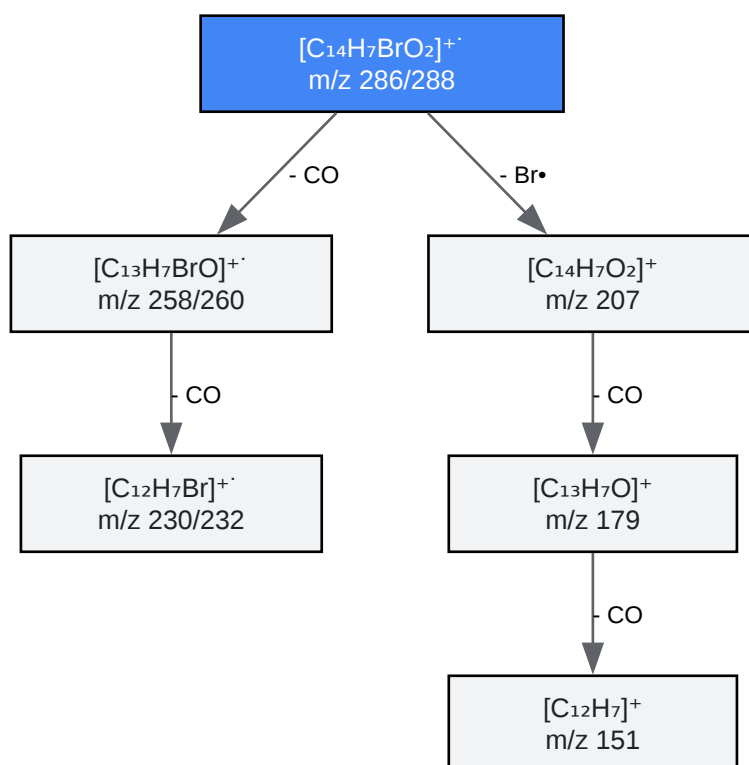 [C₁₄H₇BrO₂]⁺˙
m/z 286/288
- CO
- Br•
[C₁₃H₇BrO]⁺˙
m/z 258/260
[C₁₄H₇O₂]⁺
m/z 207
- CO
- CO
[C₁₂H₇Br]⁺˙
m/z 230/232
[C₁₃H₇O]⁺
m/z 179
- CO
[C₁₂H₇]⁺
m/z 151